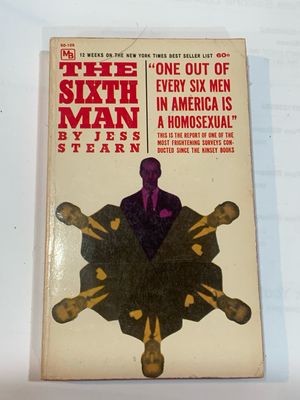 60-109
MB
12 WEEKS ON THE NEW YORK TIMES BEST SELLER LIST 60¢
THE
SIXTH
MAN
BY JESS
STEARN
"ONE OUT OF
EVERY SIX MEN
IN AMERICA IS
A HOMOSEXUAL"
THIS IS THE REPORT OF ONE OF THE
MOST FRIGHTENING SURVEYS CON-
DUCTED SINCE THE KINSEY BOOKS